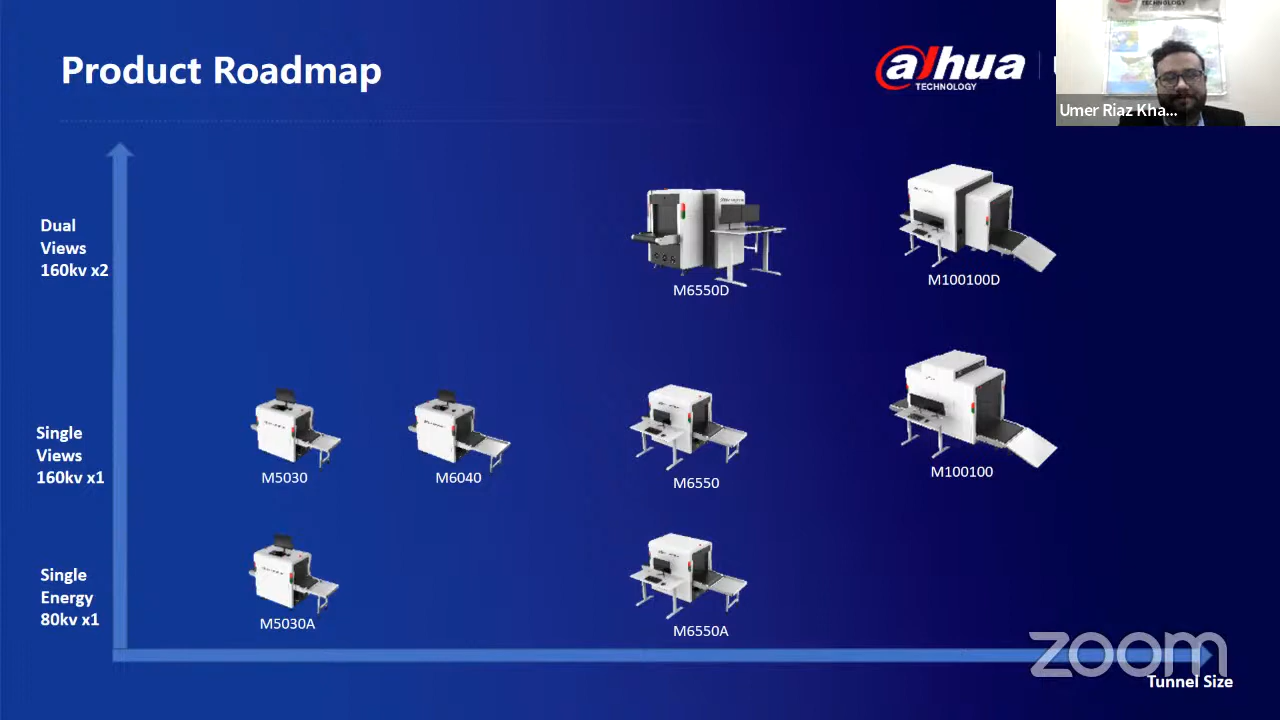 Product Roadmap
alhua
TECHNOLOGY
TECHNOLOGY
Umer Riaz Kha...
Dual
Views
160kv x2
M6550D
M100100D
Single
Views
160kv x1
M5030
M6040
M6550
M100100
Single
Energy
80kv x1
M5030A
M6550A
zoom
Tunnel Size